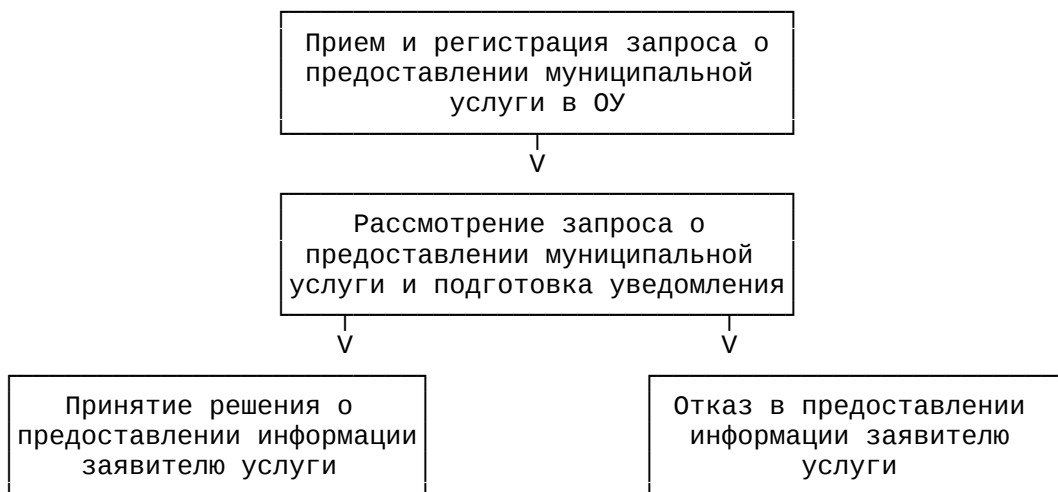 Прием и регистрация запроса о
предоставлении муниципальной
услуги в ОУ
V
Рассмотрение запроса о
предоставлении муниципальной
услуги и подготовка уведомления
V V
Принятие решения о
предоставлении информации
заявителю услуги
Отказ в предоставлении
информации заявителю
услуги